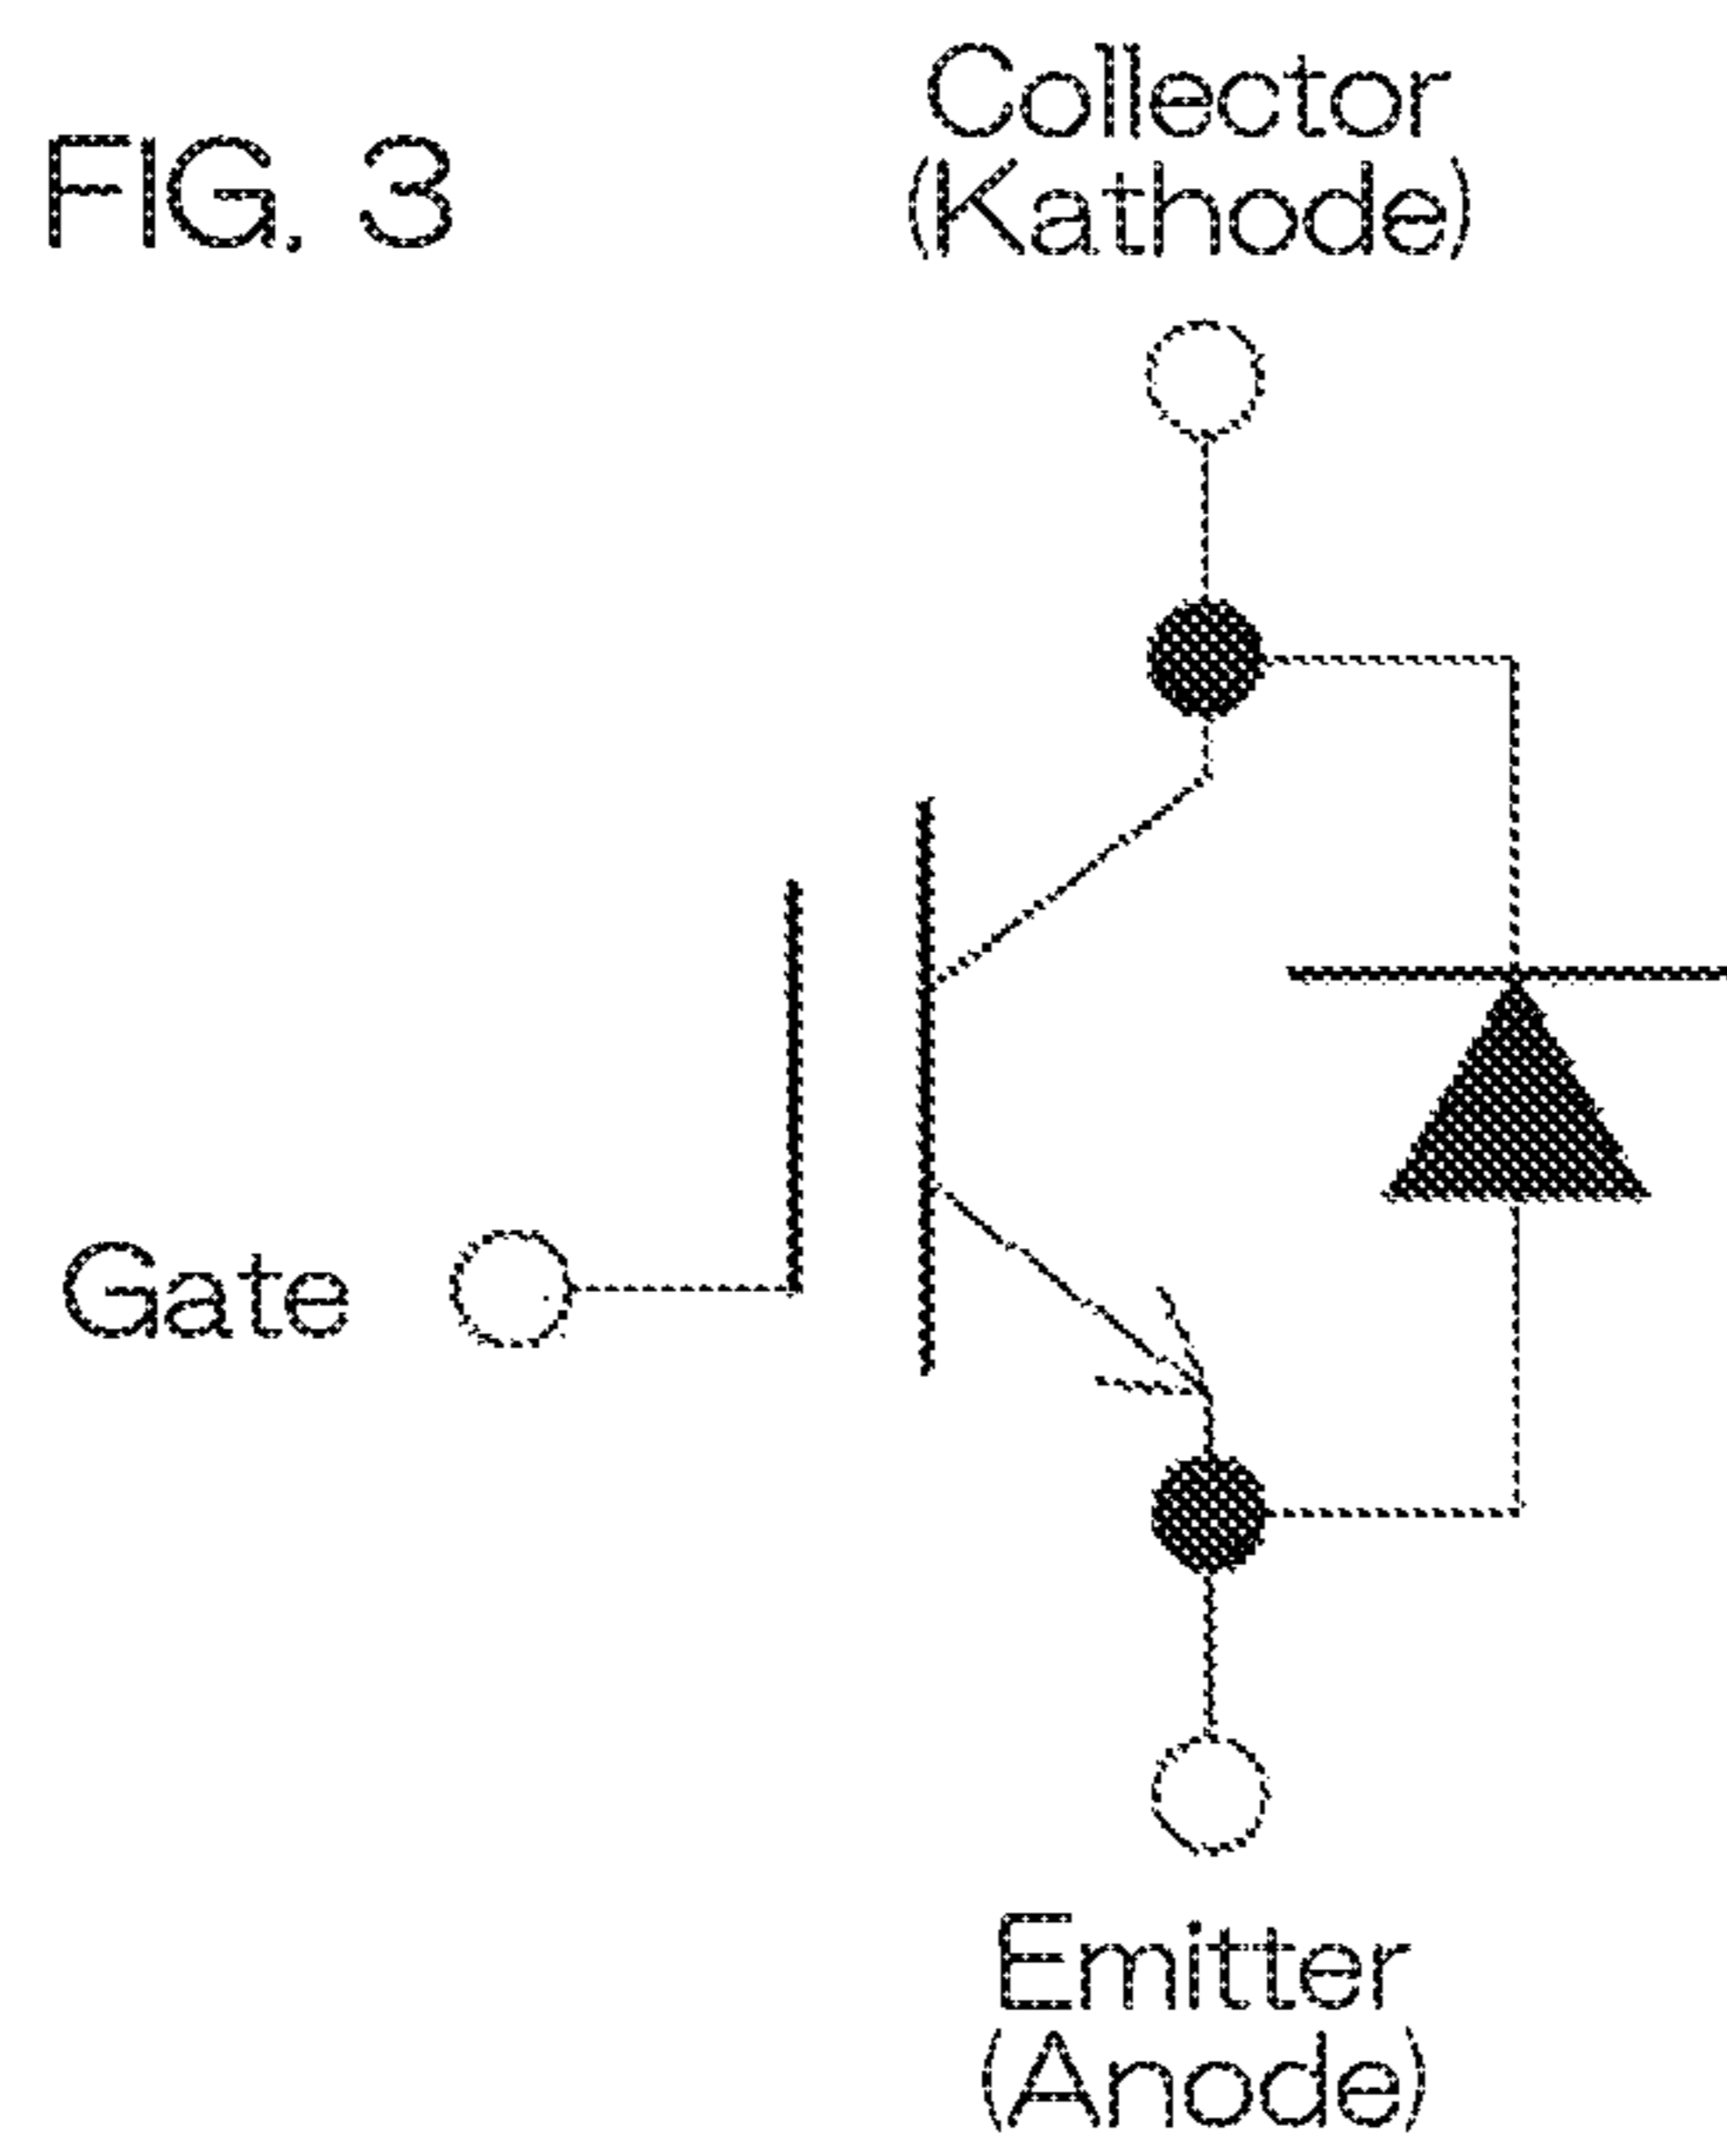 FIG. 3
Collector
(Kathode)
Gate
Emitter
(Anode)